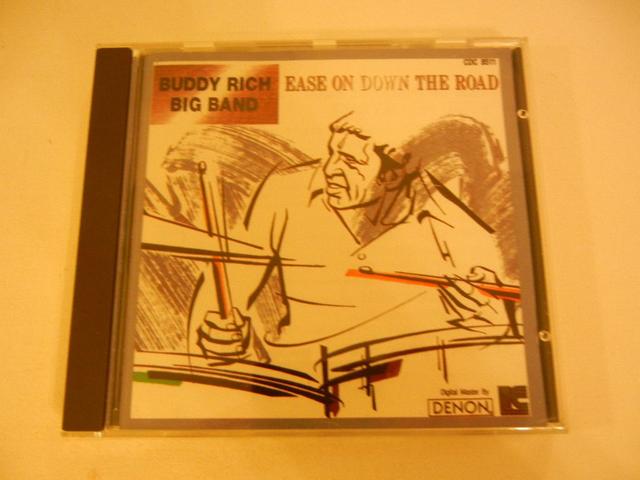 CDC 8511
BUDDY RICH
BIG BAND
EASE ON DOWN THE ROAD
Digital Master By
DENON